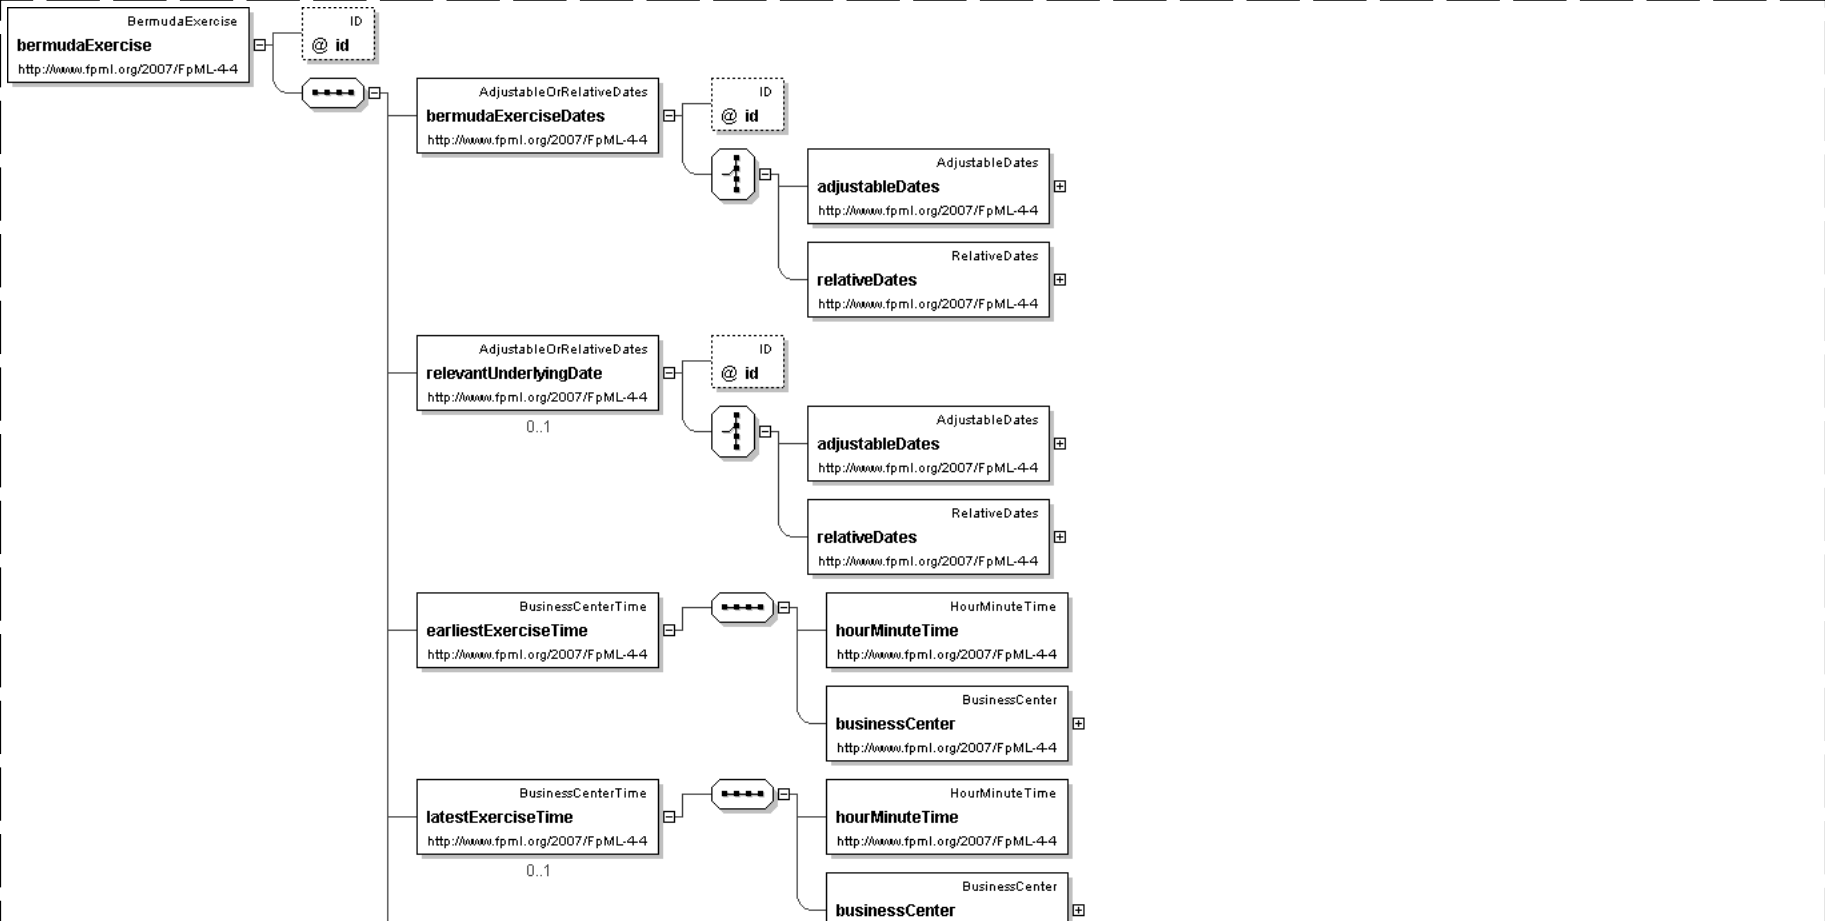 BermudaExercise
bermudaExercise
http://www.fpml.org/2007/FpML-4-4
ID
@ id
AdjustableOrRelativeDates
bermudaExerciseDates
http://www.fpml.org/2007/FpML-4-4
ID
@ id
AdjustableDates
adjustableDates
http://www.fpml.org/2007/FpML-4-4
RelativeDates
relativeDates
http://www.fpml.org/2007/FpML-4-4
AdjustableOrRelativeDates
relevantUnderlyingDate
http://www.fpml.org/2007/FpML-4-4
0..1
ID
@ id
AdjustableDates
adjustableDates
http://www.fpml.org/2007/FpML-4-4
RelativeDates
relativeDates
http://www.fpml.org/2007/FpML-4-4
BusinessCenterTime
earliestExerciseTime
http://www.fpml.org/2007/FpML-4-4
HourMinuteTime
hourMinuteTime
http://www.fpml.org/2007/FpML-4-4
BusinessCenter
businessCenter
http://www.fpml.org/2007/FpML-4-4
BusinessCenterTime
latestExerciseTime
http://www.fpml.org/2007/FpML-4-4
0..1
HourMinuteTime
hourMinuteTime
http://www.fpml.org/2007/FpML-4-4
BusinessCenter
businessCenter